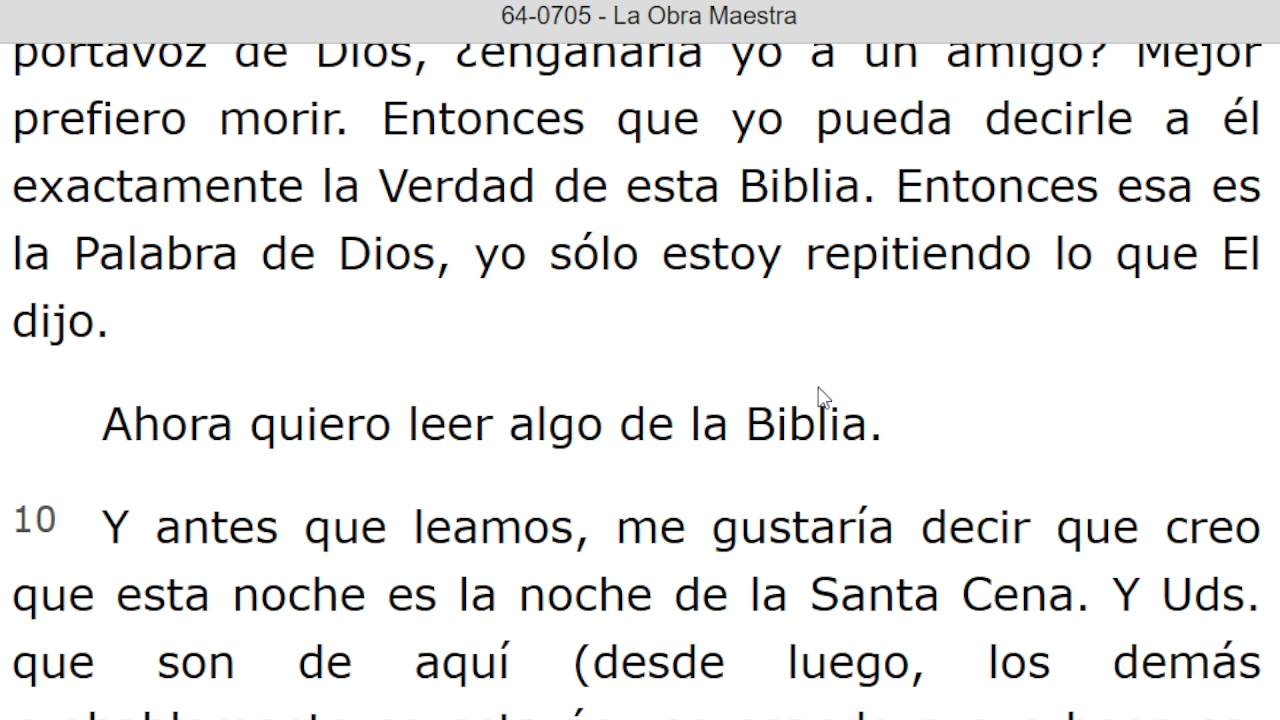 64-0705 - La Obra Maestra
portavoz de Dios, ¿engañaría yo a un amigo? Mejor
prefiero morir. Entonces que yo pueda decirle a él
exactamente la Verdad de esta Biblia. Entonces esa es
la Palabra de Dios, yo sólo estoy repitiendo lo que El
dijo.
Ahora quiero leer algo de la Biblia.
10 Y antes que leamos, me gustaría decir que creo
que esta noche es la noche de la Santa Cena. Y Uds.
que son de aquí (desde luego, los demás